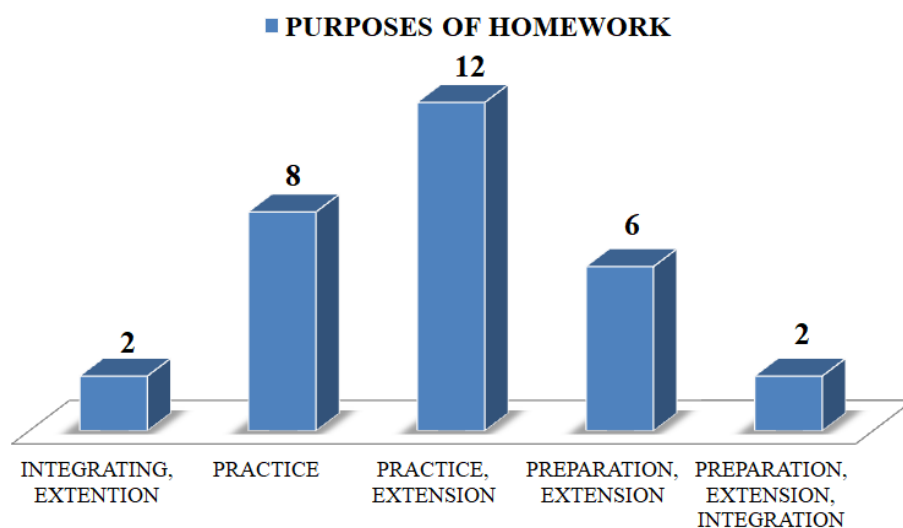 PURPOSES OF HOMEWORK
12
8
6
2
2
INTEGRATING,
EXTENTION
PRACTICE
PRACTICE,
EXTENSION
PREPARATION,
EXTENSION
PREPARATION,
EXTENSION,
INTEGRATION